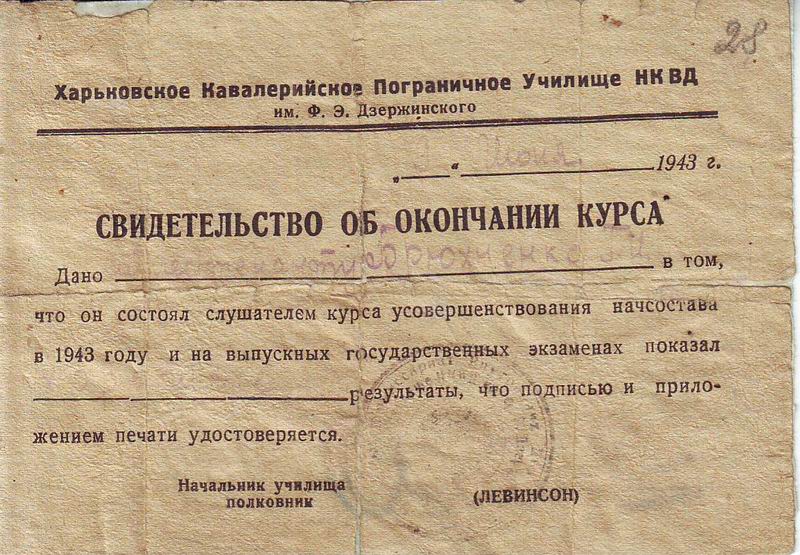 28
Харьковское Кавалерийское Пограничное Училище НКВД
им. Ф. Э. Дзержинского
„ “ июня 1943 г.
СВИДЕТЕЛЬСТВО ОБ ОКОНЧАНИИ КУРСА
Дано в том,
что он состоял слушателем курса усовершенствования начсостава
в 1943 году и на выпускных государственных экзаменах показал
результаты, что подписью и прило-
жением печати удостоверяется.
Начальник училища
полковник
(ЛЕВИНСОН)